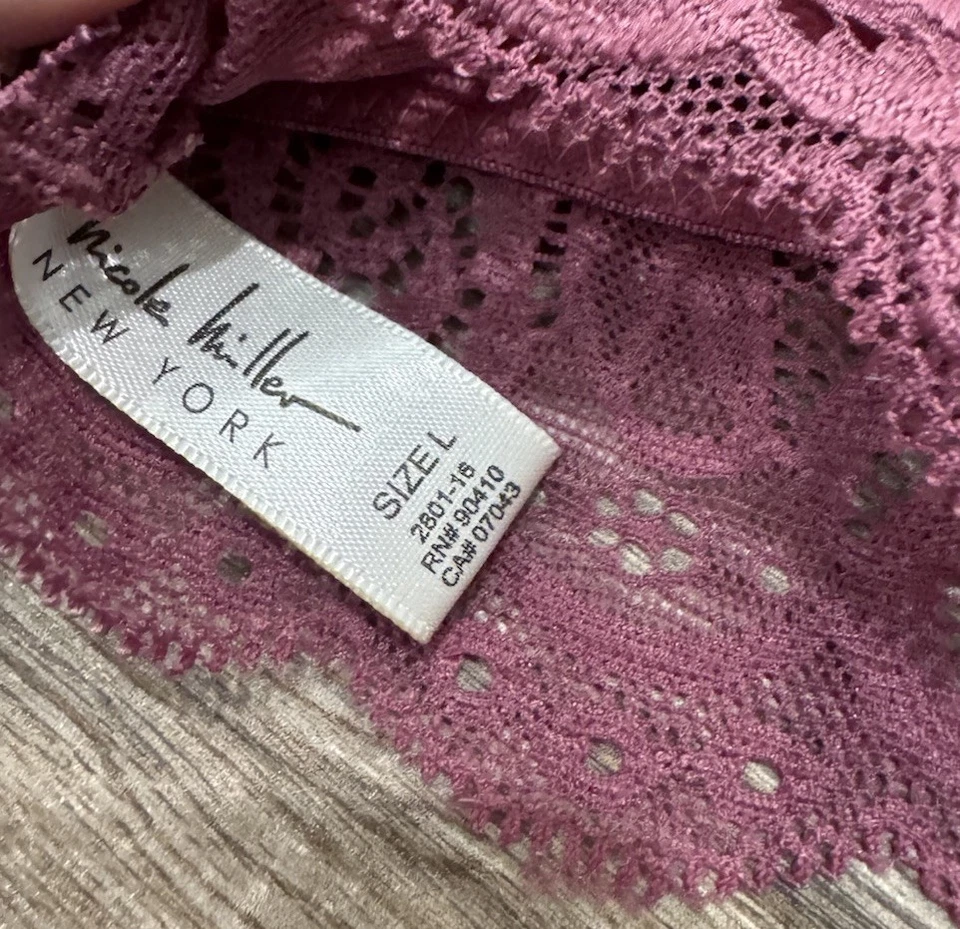 nicole miller
NEW YORK
SIZE L
2801-16
RN# 90410
CA# 07043